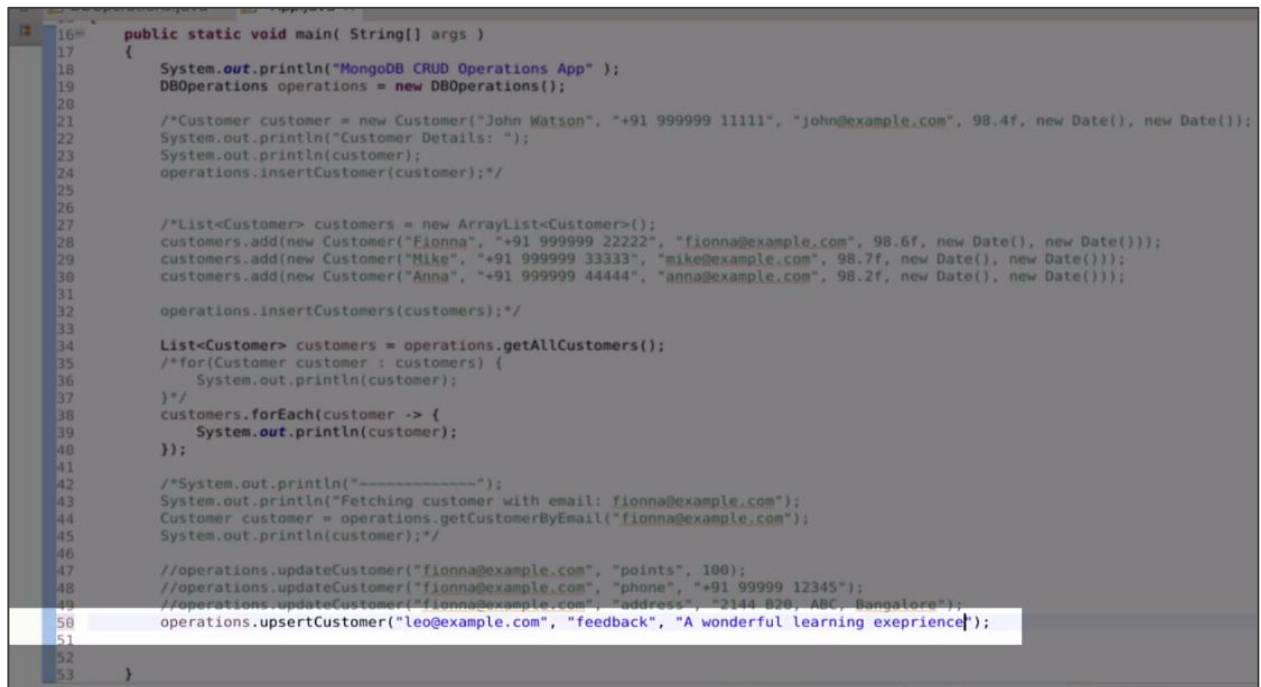 16 public static void main( String[] args )
17 {
18 System.out.println("MongoDB CRUD Operations App" );
19 DBOperations operations = new DBOperations();
20
21 /*Customer customer = new Customer("John Watson", "+91 999999 11111", "john@example.com", 98.4f, new Date(), new Date());
22 System.out.println("Customer Details: ");
23 System.out.println(customer);
24 operations.insertCustomer(customer);*/
25
26
27 /*List<Customer> customers = new ArrayList<Customer>();
28 customers.add(new Customer("Fionna", "+91 999999 22222", "fionna@example.com", 98.6f, new Date(), new Date()));
29 customers.add(new Customer("Mike", "+91 999999 33333", "mike@example.com", 98.7f, new Date(), new Date()));
30 customers.add(new Customer("Anna", "+91 999999 44444", "anna@example.com", 98.2f, new Date(), new Date()));
31
32 operations.insertCustomers(customers);*/
33
34 List<Customer> customers = operations.getAllCustomers();
35 /*for(Customer customer : customers) {
36 System.out.println(customer);
37 }*/
38 customers.forEach(customer -> {
39 System.out.println(customer);
40 });
41
42 /*System.out.println("-------------");
43 System.out.println("Fetching customer with email: fionna@example.com");
44 Customer customer = operations.getCustomerByEmail("fionna@example.com");
45 System.out.println(customer);*/
46
47 //operations.updateCustomer("fionna@example.com", "points", 100);
48 //operations.updateCustomer("fionna@example.com", "phone", "+91 99999 12345");
49 //operations.updateCustomer("fionna@example.com", "address", "2144 B20, ABC, Bangalore");
50 operations.upsertCustomer("leo@example.com", "feedback", "A wonderful learning exeprience");
51
52
53 }